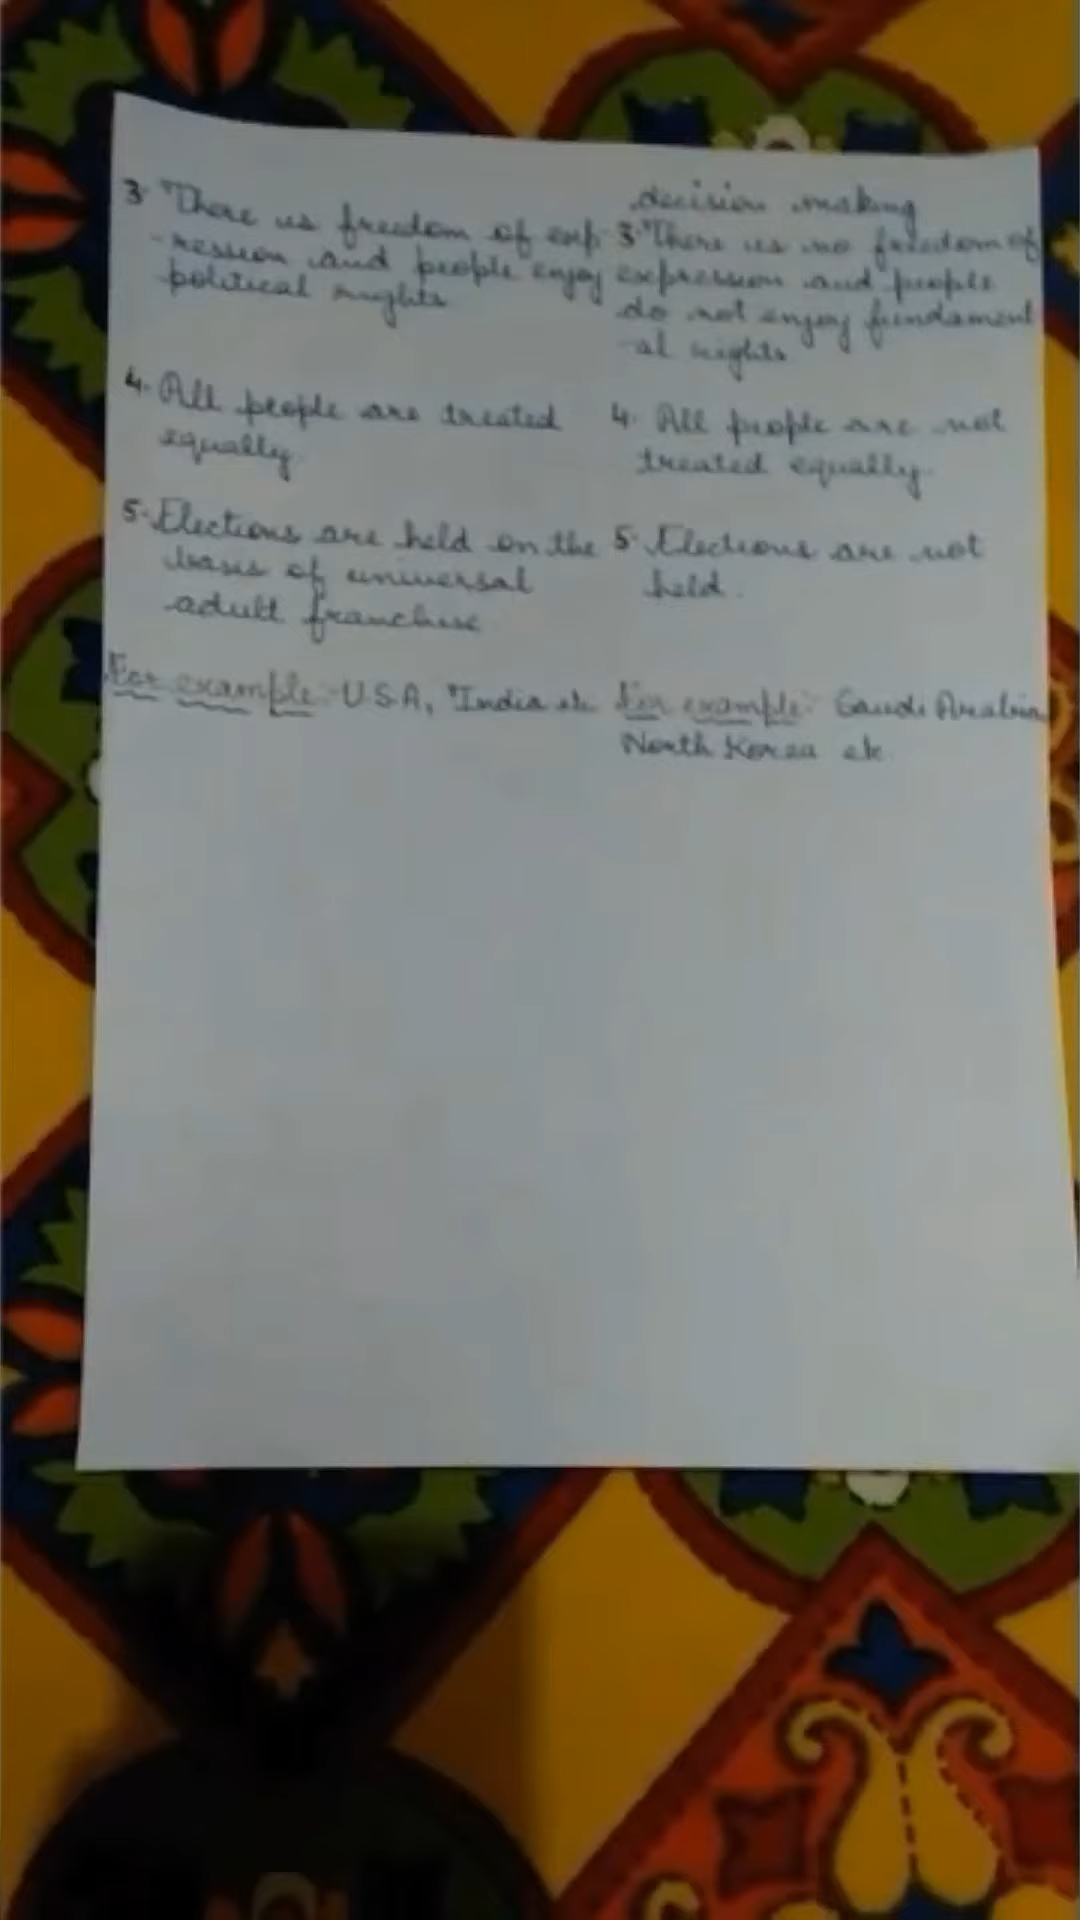 3. There is freedom of exp
-ression and people enjoy
political rights
4. All people are treated
equally.
5. Elections are held on the
basis of universal
adult franchise
For example:- U.S.A, India etc
decision making
3. There is no freedom of
expression and people
do not enjoy fundament
-al rights
4. All people are not
treated equally.
5. Elections are not
held.
For example:- Saudi Arabia
North Korea etc.